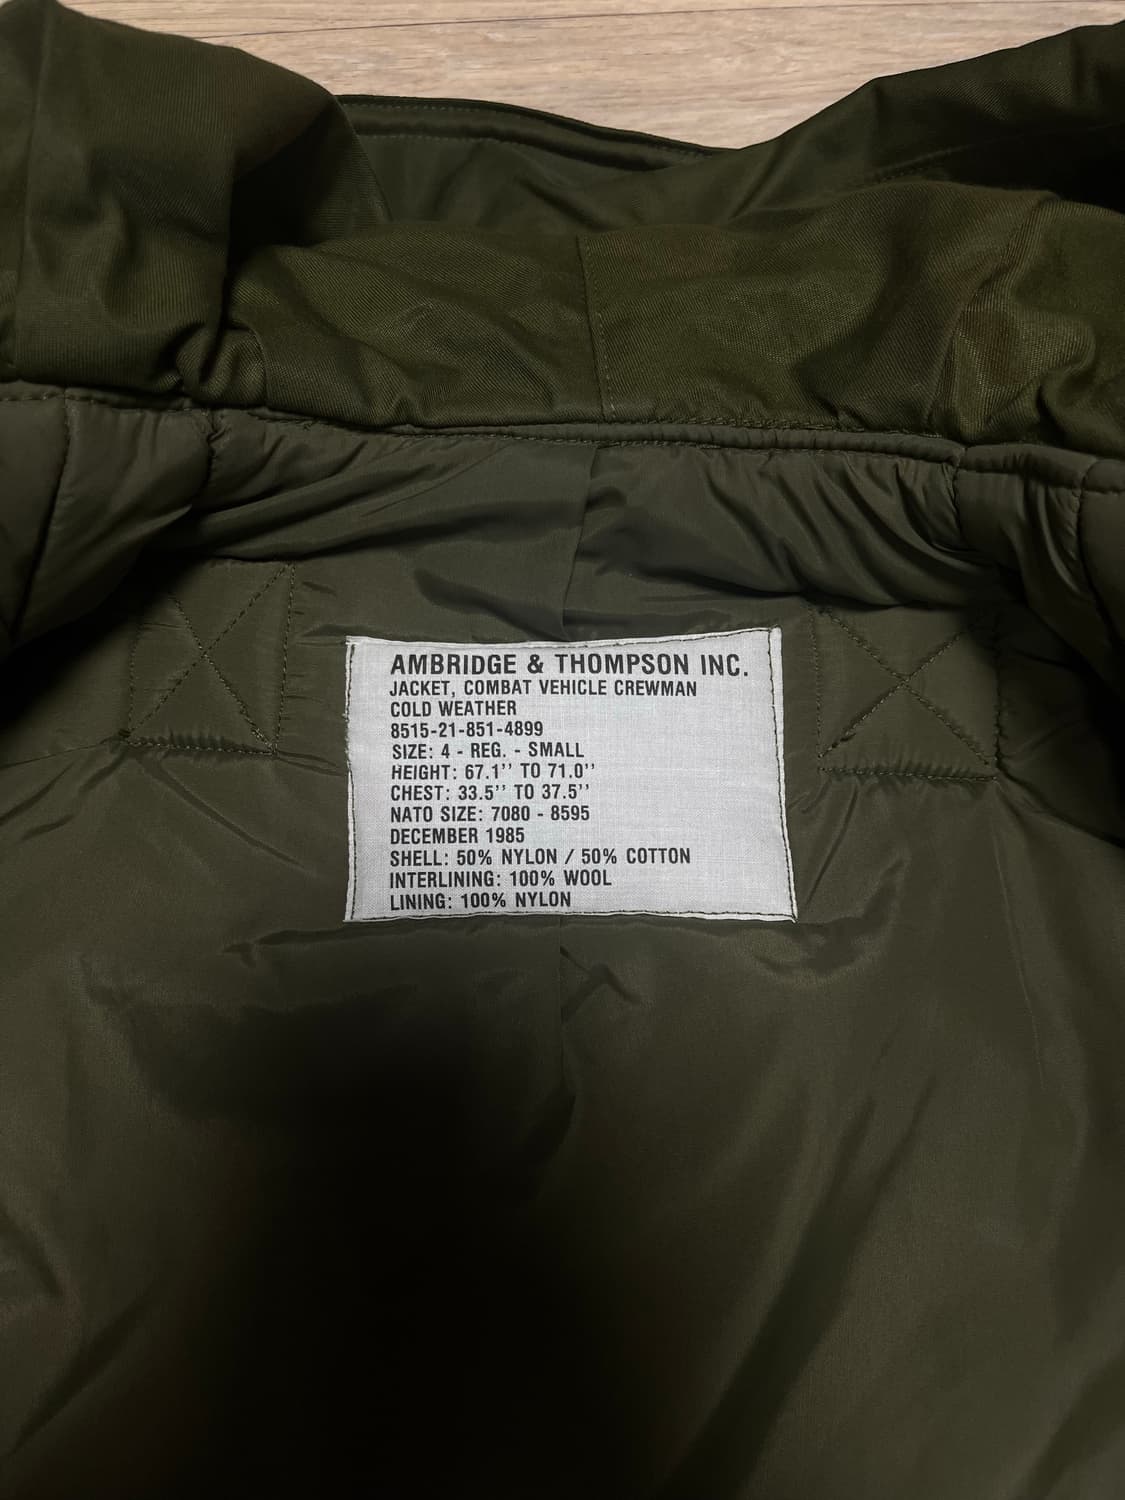 AMBRIDGE & THOMPSON INC.
JACKET, COMBAT VEHICLE CREWMAN
COLD WEATHER
8515-21-851-4899
SIZE: 4 - REG. - SMALL
HEIGHT: 67.1'' TO 71.0''
CHEST: 33.5'' TO 37.5''
NATO SIZE: 7080 - 8595
DECEMBER 1985
SHELL: 50% NYLON / 50% COTTON
INTERLINING: 100% WOOL
LINING: 100% NYLON